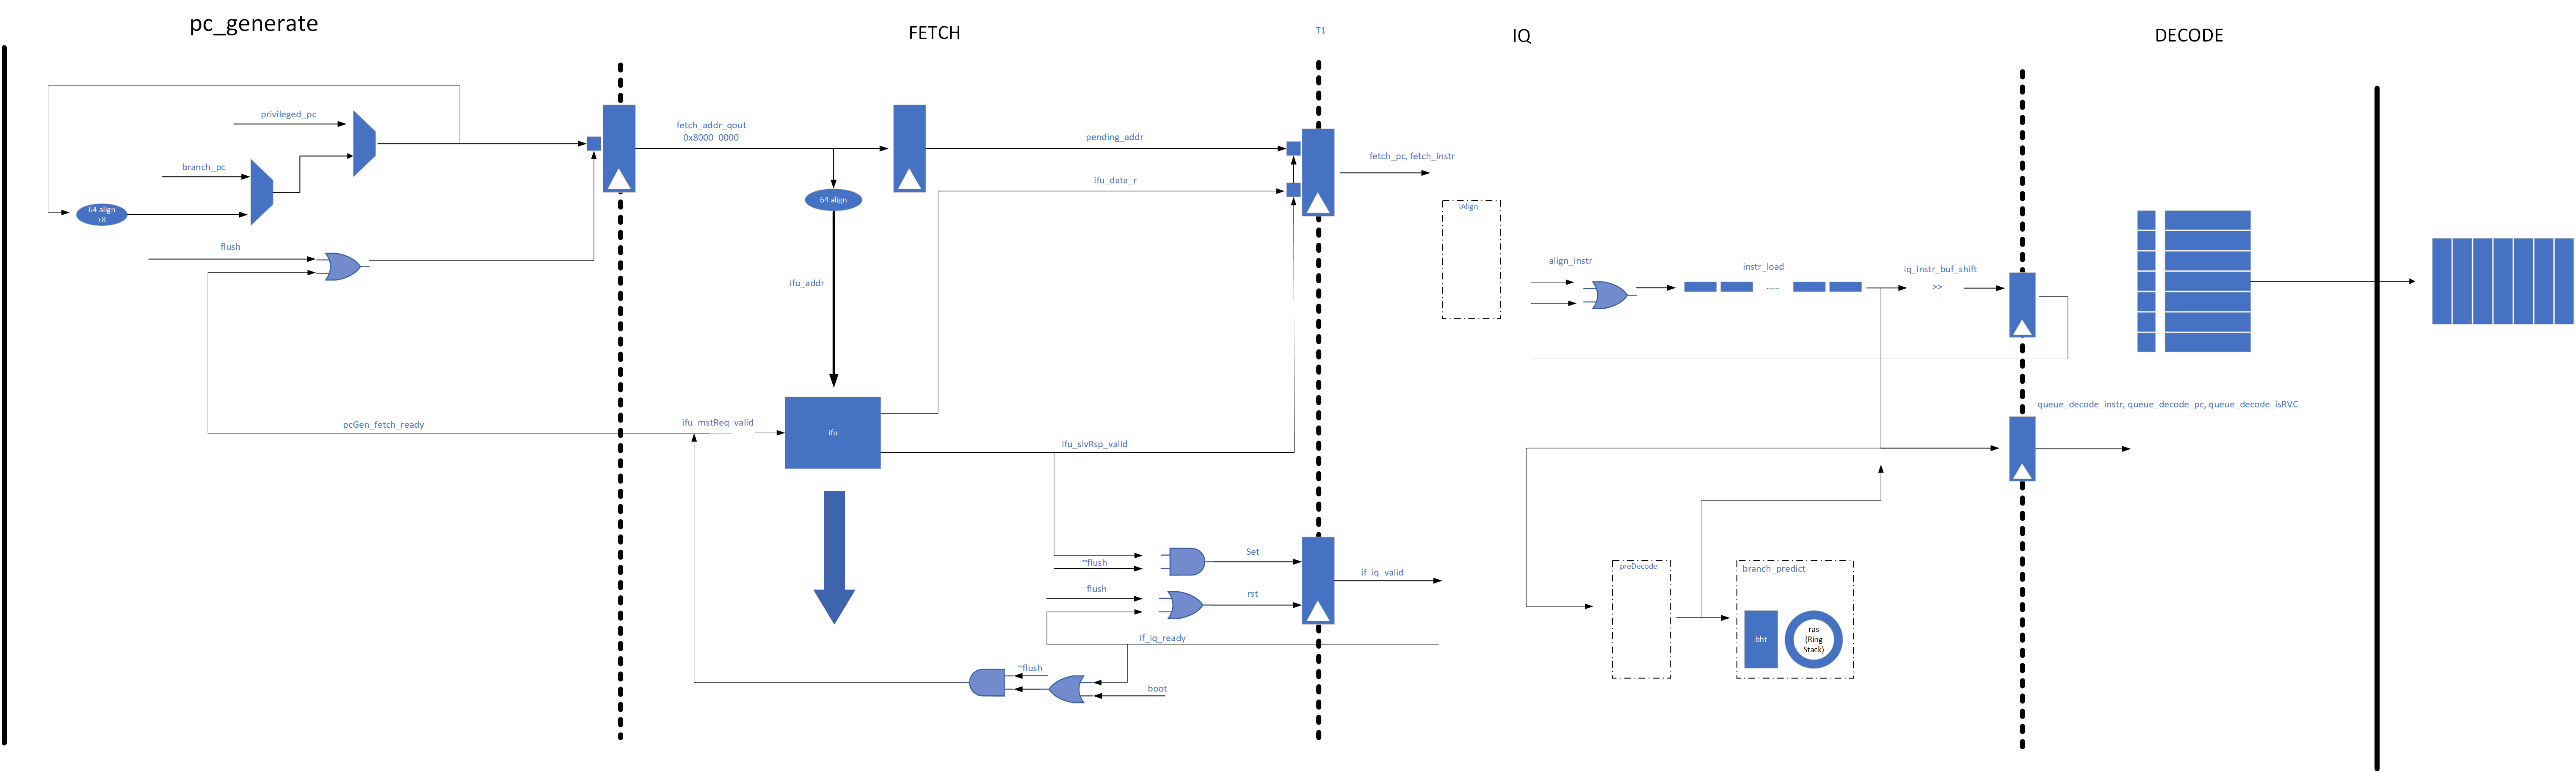 pc_generate
FETCH
T1
IQ
DECODE
privileged_pc
branch_pc
64 align
+8
flush
pcGen_fetch_ready
fetch_addr_qout
0x8000_0000
64 align
ifu_addr
ifu_mstReq_valid
ifu
pending_addr
ifu_data_r
ifu_slvRsp_valid
~flush
Set
flush
rst
if_iq_ready
~flush
boot
fetch_pc, fetch_instr
if_iq_valid
iAlign
align_instr
instr_load
......
iq_instr_buf_shift
>>
preDecode
branch_predict
bht
ras
(Ring
Stack)
queue_decode_instr, queue_decode_pc, queue_decode_isRVC